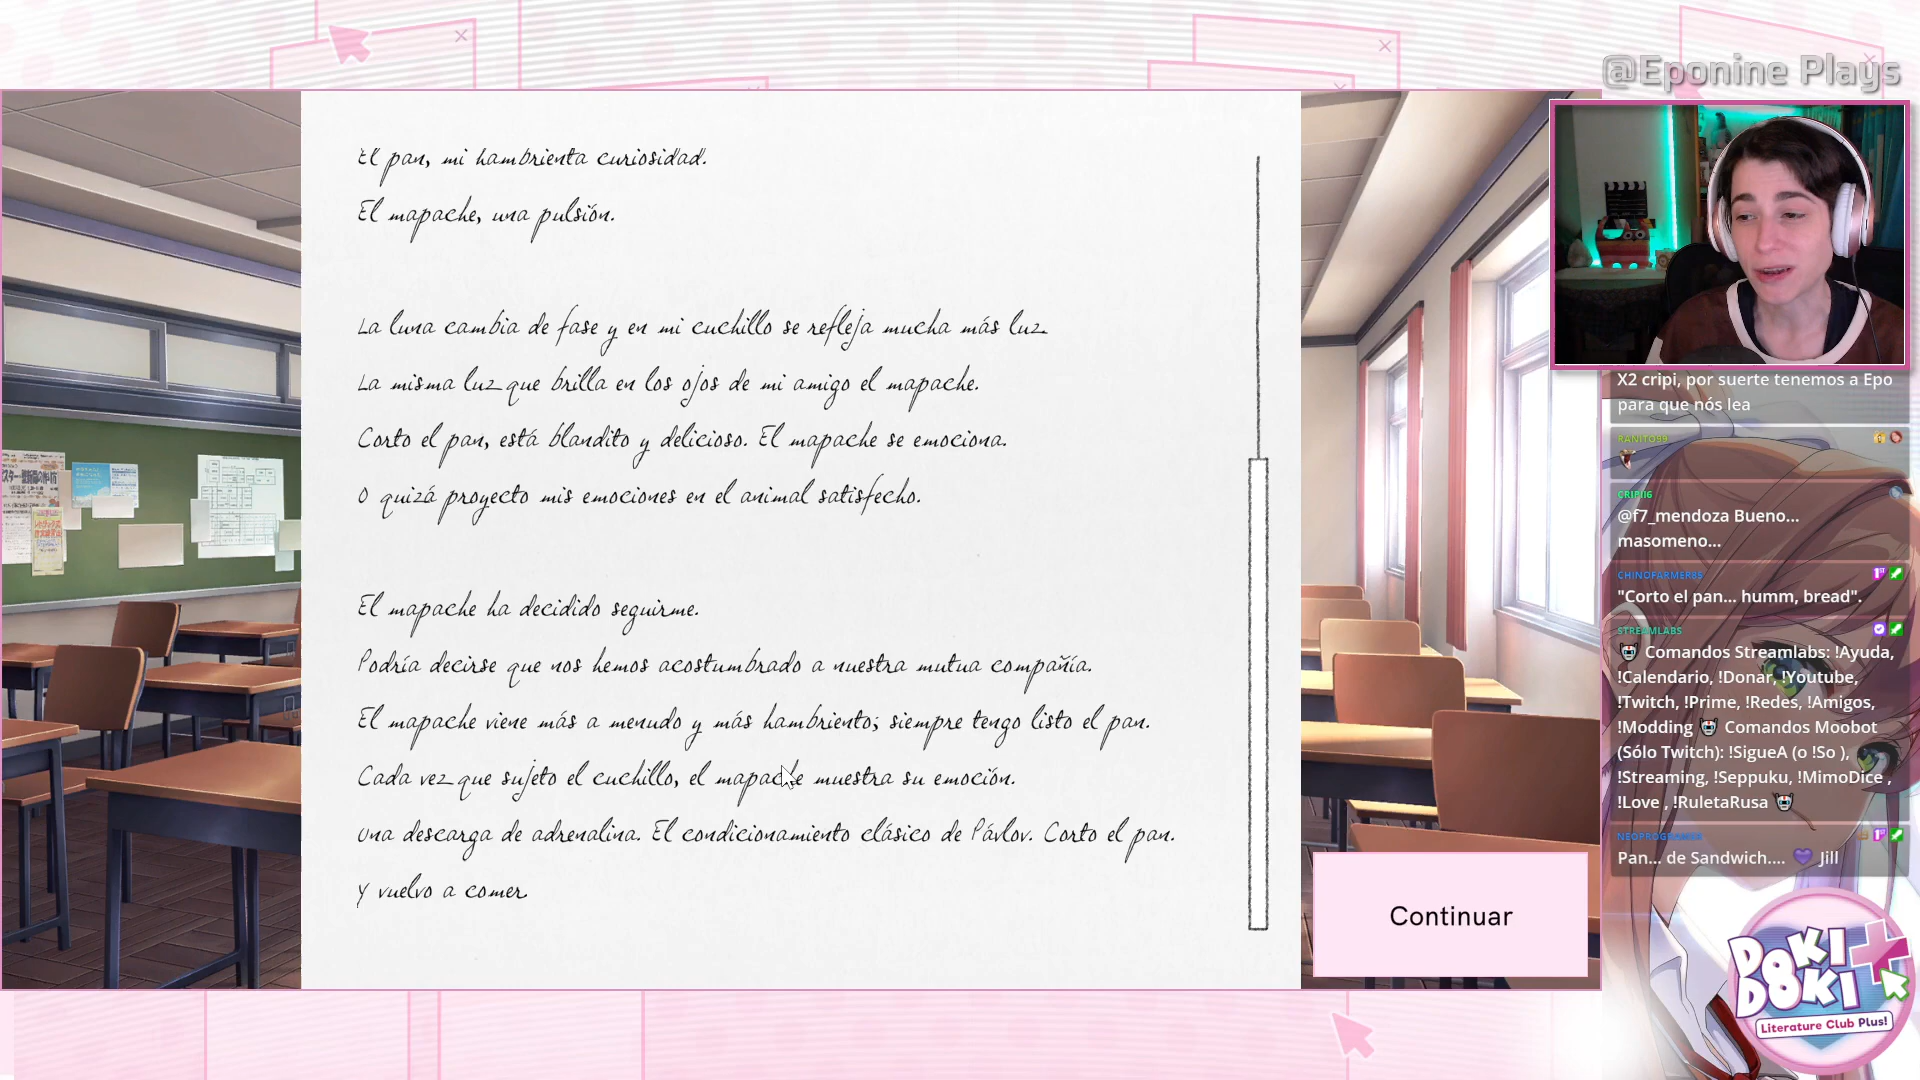 @Eponine Plays
El pan, mi hambrienta curiosidad.
El mapache, una pulsión.
La luna cambia de fase y en mi cuchillo se refleja mucha más luz.
La misma luz que brilla en los ojos de mi amigo el mapache.
Corto el pan, está blandito y delicioso. El mapache se emociona.
O quizá proyecto mis emociones en el animal satisfecho.
El mapache ha decidido seguirme.
Podría decirse que nos hemos acostumbrado a nuestra mutua compañía.
El mapache viene más a menudo y más hambriento; siempre tengo listo el pan.
Cada vez que sujeto el cuchillo, el mapache muestra su emoción.
Una descarga de adrenalina. El condicionamiento clásico de Pávlov. Corto el pan.
Y vuelvo a comer.
Continuar
X2 cripi, por suerte tenemos a Epo
para que nós lea
RANITO99
CRIPII6
@f7_mendoza Bueno...
masomeno...
CHINOFARMER85
"Corto el pan... humm, bread".
STREAMLABS
Comandos Streamlabs: !Ayuda,
!Calendario, !Donar, !Youtube,
!Twitch, !Prime, !Redes, !Amigos,
!Modding Comandos Moobot
(Sólo Twitch): !SigueA (o !So ),
!Streaming, !Seppuku, !MimoDice ,
!Love , !RuletaRusa
Pan... de Sandwich.... Jill
DOKI
DOKI
Literature Club Plus!